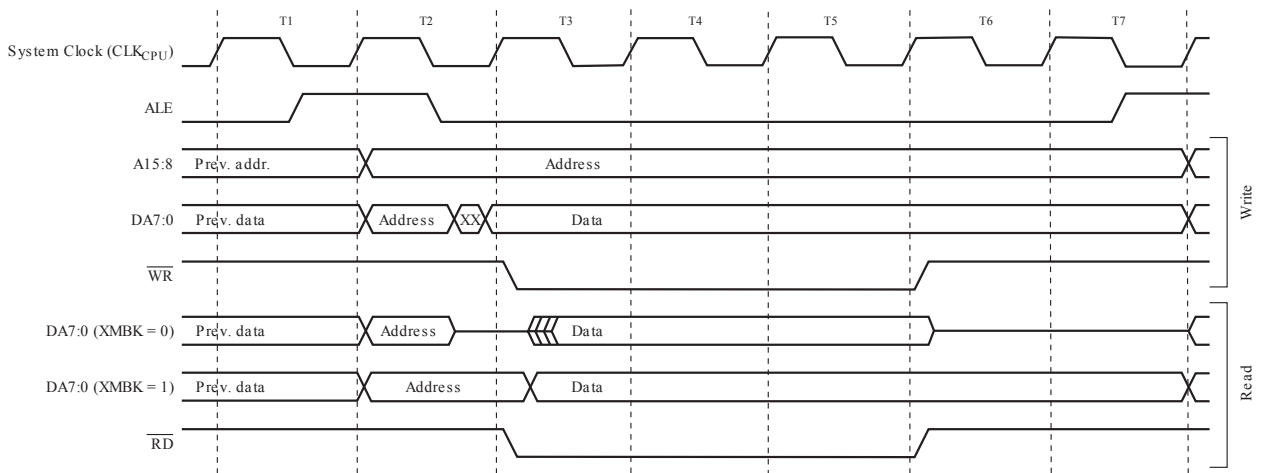 T1 T2 T3 T4 T5 T6 T7
System Clock (CLKCPU)
ALE
A15:8 Prev. addr. Address
DA7:0 Prev. data Address XX Data
WR
Write
DA7:0 (XMBK = 0) Prev. data Address Data
DA7:0 (XMBK = 1) Prev. data Address Data
RD
Read